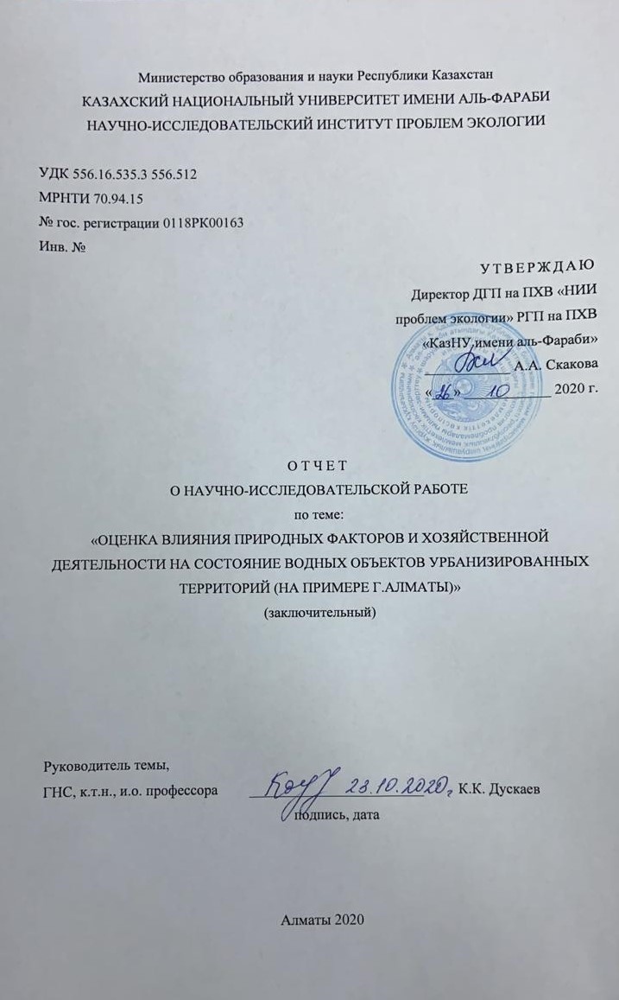 Министерство образования и науки Республики Казахстан
КАЗАХСКИЙ НАЦИОНАЛЬНЫЙ УНИВЕРСИТЕТ ИМЕНИ АЛЬ-ФАРАБИ
НАУЧНО-ИССЛЕДОВАТЕЛЬСКИЙ ИНСТИТУТ ПРОБЛЕМ ЭКОЛОГИИ
УДК 556.16.535.3 556.512
МРНТИ 70.94.15
№ гос. регистрации 0118РК00163
Инв. №
УТВЕРЖДАЮ
Директор ДГП на ПХВ «НИИ
проблем экологии» РГП на ПХВ
«КазНУ имени аль-Фараби»
А.А. Скакова
«26» 10 2020 г.
ОТЧЕТ
О НАУЧНО-ИССЛЕДОВАТЕЛЬСКОЙ РАБОТЕ
по теме:
«ОЦЕНКА ВЛИЯНИЯ ПРИРОДНЫХ ФАКТОРОВ И ХОЗЯЙСТВЕННОЙ
ДЕЯТЕЛЬНОСТИ НА СОСТОЯНИЕ ВОДНЫХ ОБЪЕКТОВ УРБАНИЗИРОВАННЫХ
ТЕРРИТОРИЙ (НА ПРИМЕРЕ Г.АЛМАТЫ)»
(заключительный)
Руководитель темы,
ГНС, к.т.н., и.о. профессора 23.10.2020, К.К. Дускаев
подпись, дата
Алматы 2020